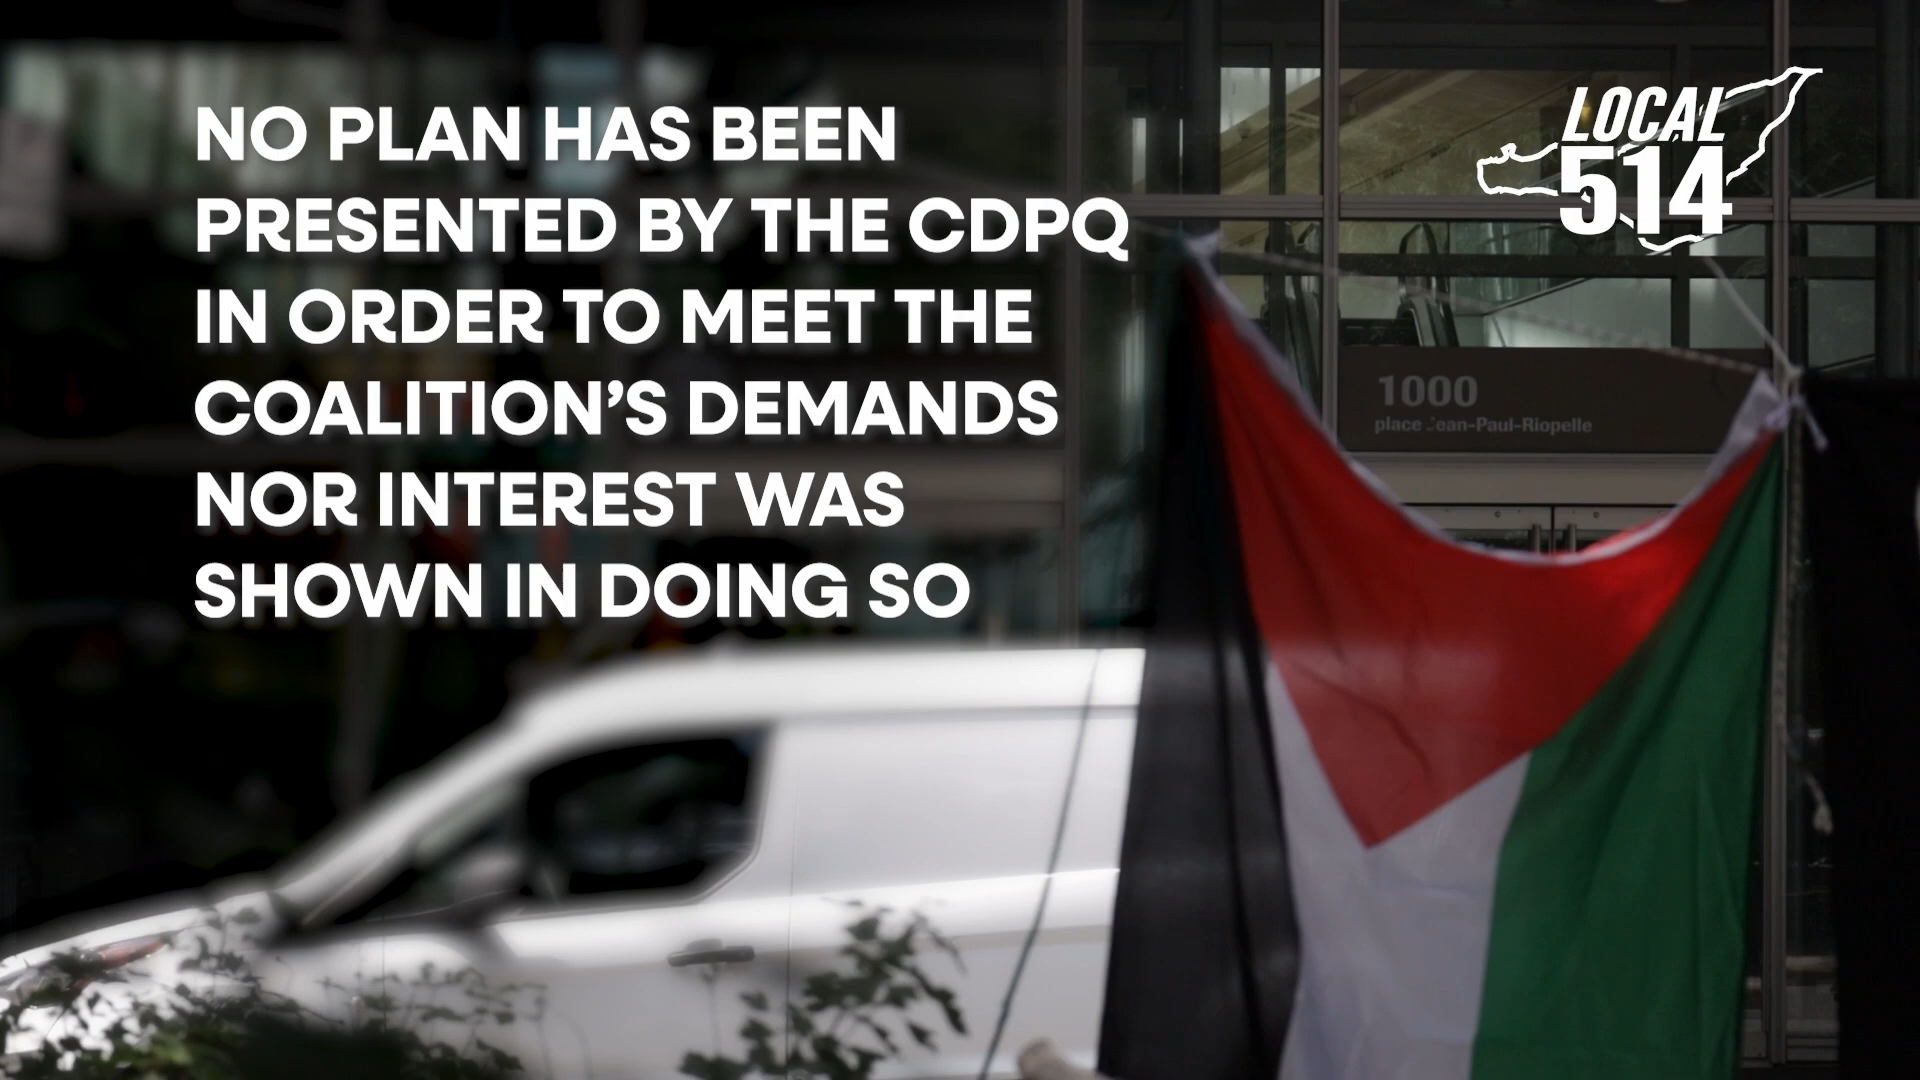 NO PLAN HAS BEEN
PRESENTED BY THE CDPQ
IN ORDER TO MEET THE
COALITION'S DEMANDS
NOR INTEREST WAS
SHOWN IN DOING SO
LOCAL
514
1000
place Jean-Paul-Riopelle